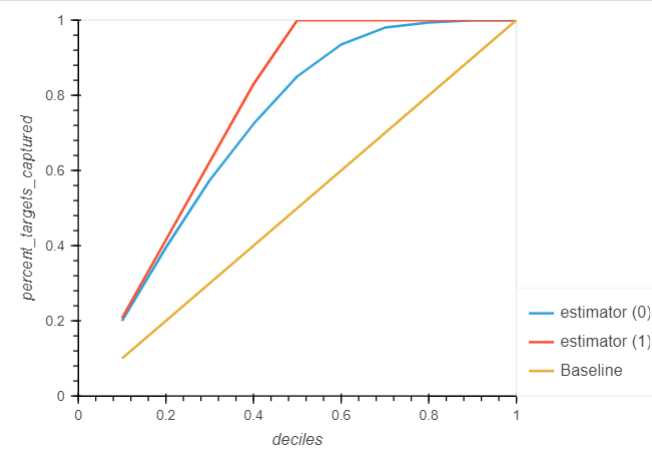 1
0.8
0.6
0.4
0.2
0
percent_targets_captured
0 0.2 0.4 0.6 0.8 1
deciles
estimator (0)
estimator (1)
Baseline